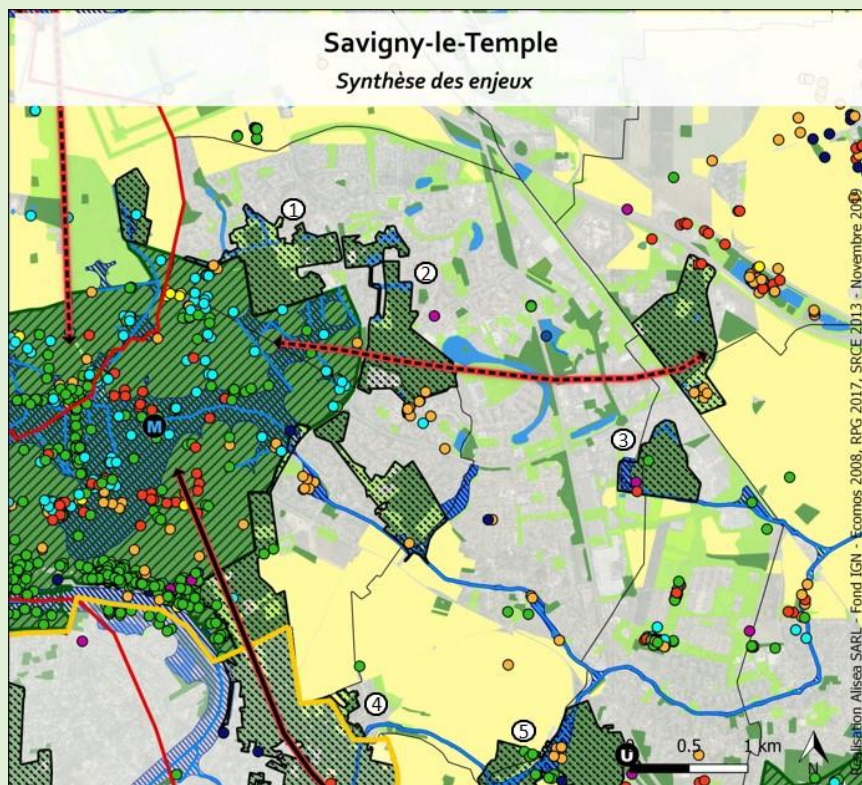 Savigny-le-Temple
Synthèse des enjeux
1
2
M
3
4
5
U
0.5
1 km
N
Réalisation Alisea SARL - Fond IGN - Ecomos 2008, RPG 2017, SRCE 2013 - Novembre 2019